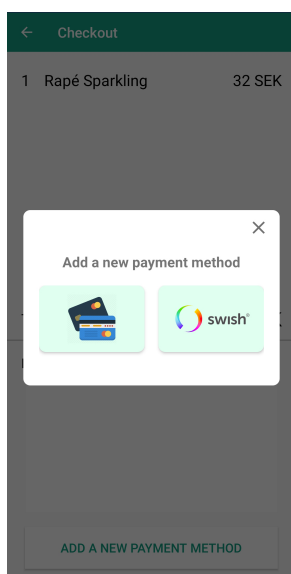 Checkout
1 Rapé Sparkling 32 SEK
Add a new payment method
swish
ADD A NEW PAYMENT METHOD